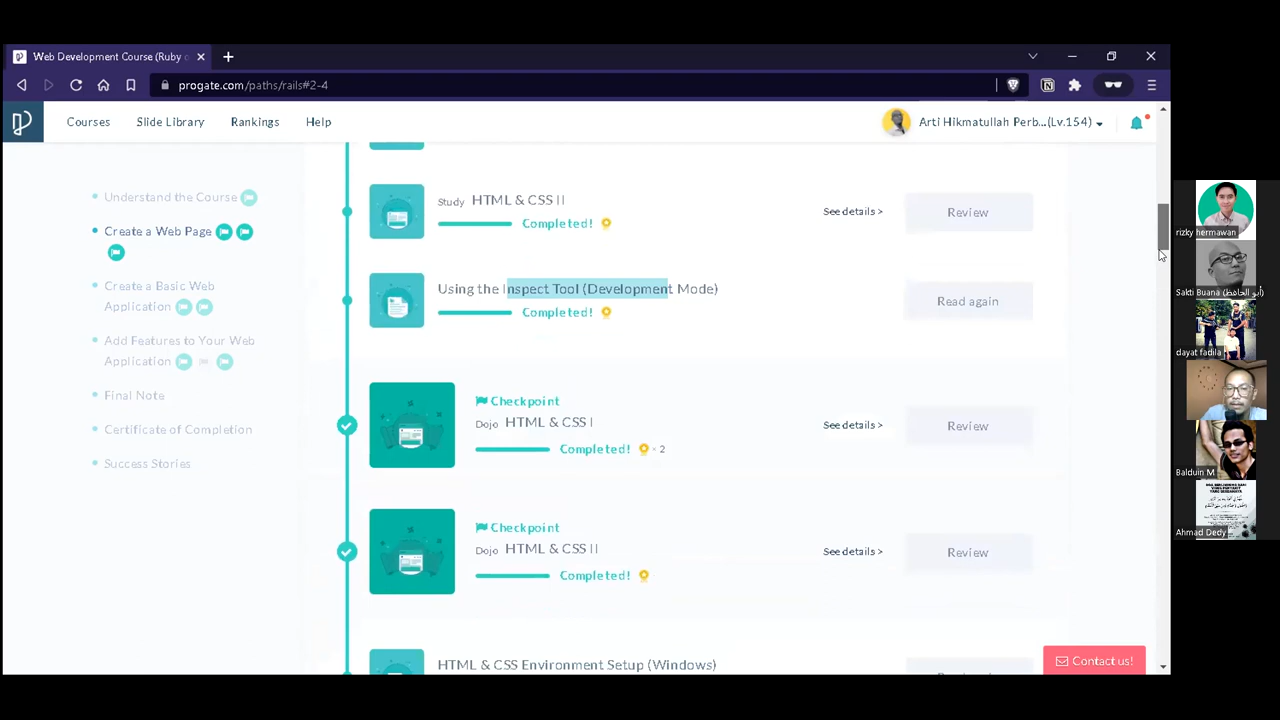 Web Development Course (Ruby o
progate.com/paths/rails#2-4
Courses
Slide Library
Rankings
Help
Arti Hikmatullah Perb...(Lv.154)
Understand the Course
Create a Web Page
Create a Basic Web
Application
Add Features to Your Web
Application
Final Note
Certificate of Completion
Success Stories
Study HTML & CSS II
Completed!
See details >
Review
Using the Inspect Tool (Development Mode)
Completed!
Read again
Checkpoint
Dojo HTML & CSS I
Completed! × 2
See details >
Review
Checkpoint
Dojo HTML & CSS II
Completed!
See details >
Review
HTML & CSS Environment Setup (Windows)
Contact us!
rizky hermawan
Sakti Buana (أبو الحافظ)
dayat fadila
Balduin M
Ahmad Dedy